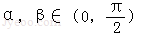 α, β∈ (0, π/2)